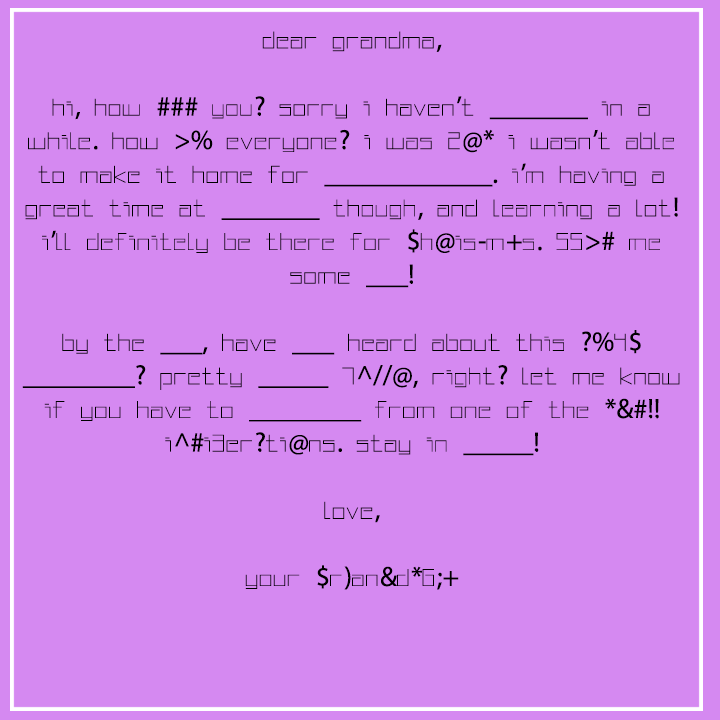 dear grandma,
hi, how ### you? sorry i haven't _______ in a
while. how >% everyone? i was 2@* i wasn't able
to make it home for ____________. i'm having a
great time at _______ though, and learning a lot!
i'll definitely be there for $h@is-m+s. 55># me
some ___!
by the ___, have ___ heard about this ?%4$
________? pretty _____ 7^//@, right? let me know
if you have to ________ from one of the *&#!!
i^#i3er?ti@ns. stay in _____!
love,
your $r)an&d*6;+